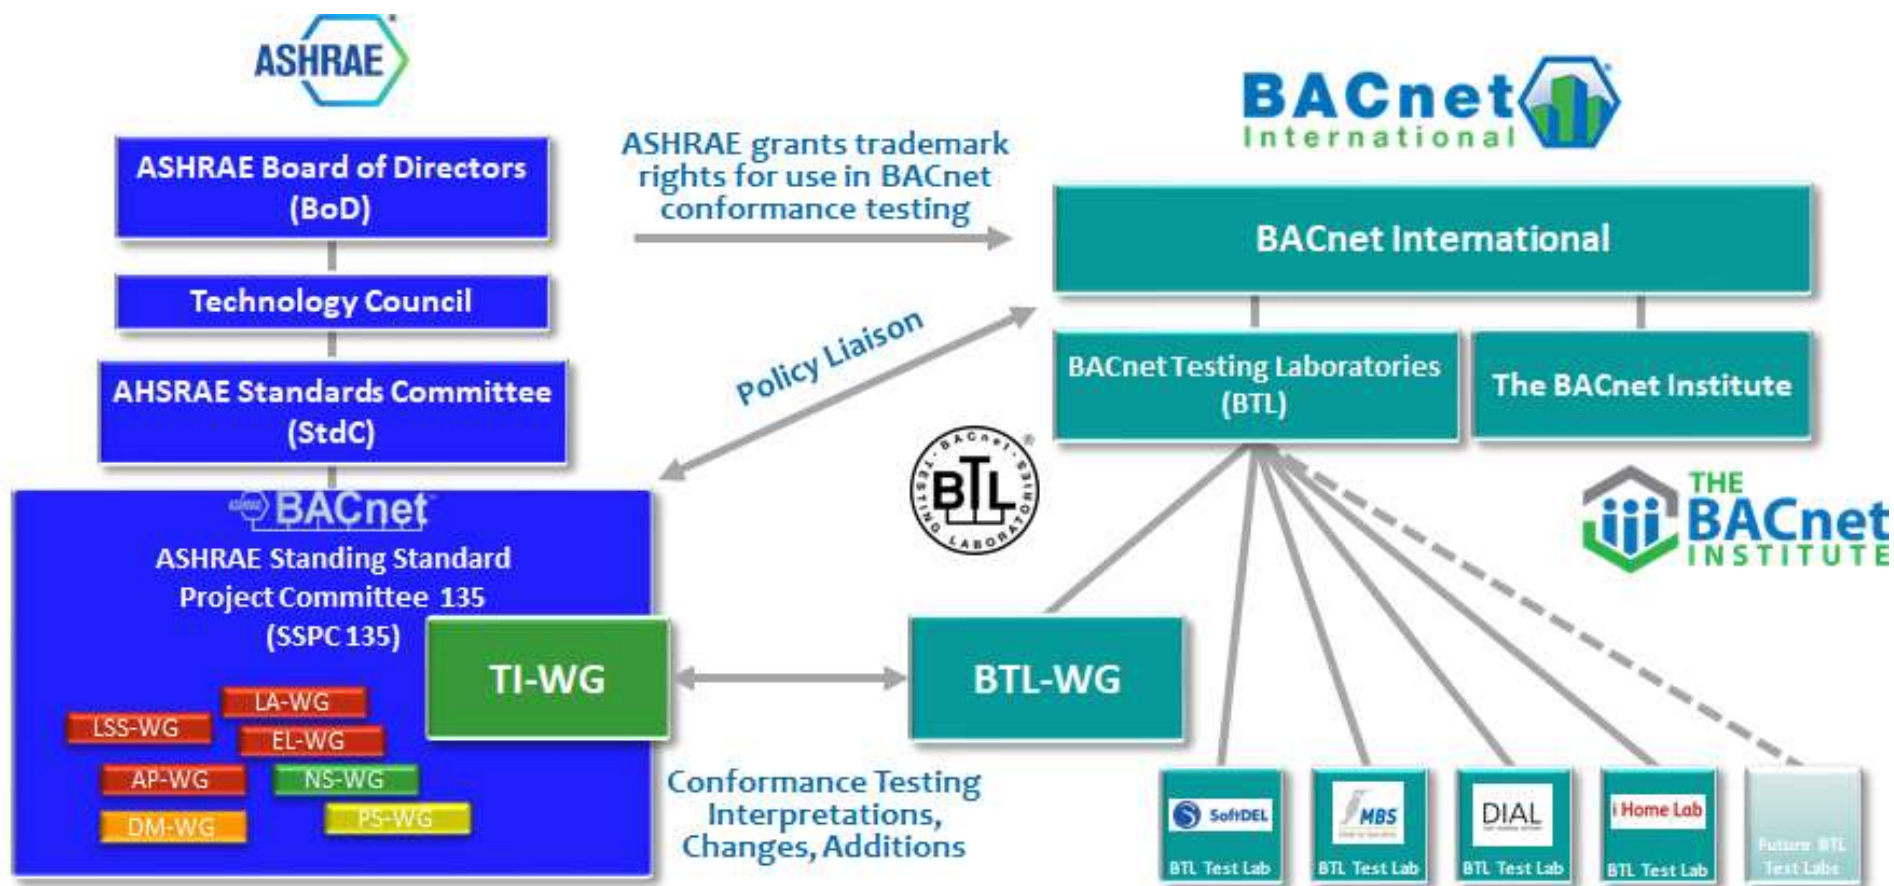 ASHRAE
ASHRAE Board of Directors
(BoD)
Technology Council
AHSRAE Standards Committee
(StdC)
ASHRAE BACnet
ASHRAE Standing Standard
Project Committee 135
(SSPC 135)
TI-WG
LA-WG
LSS-WG
EL-WG
AP-WG
NS-WG
DM-WG
PS-WG
ASHRAE grants trademark
rights for use in BACnet
conformance testing
Policy Liaison
BACnet
International
BACnet International
BACnet Testing Laboratories
(BTL)
The BACnet Institute
BACnet
BTL
TESTING LABORATORIES
®
THE
BACnet
INSTITUTE
BTL-WG
Conformance Testing
Interpretations,
Changes, Additions
SoftDEL
BTL Test Lab
MBS
BTL Test Lab
DIAL
BTL Test Lab
i Home Lab
BTL Test Lab
Future BTL
Test Labs